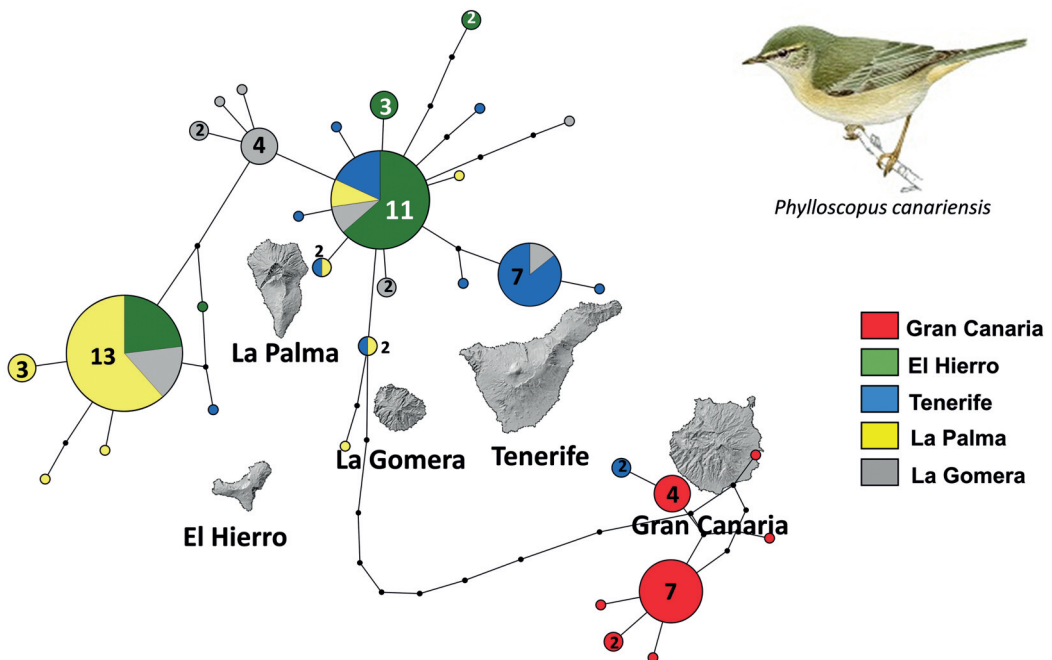 2
3
2
4
11
Phylloscopus canariensis
2
7
2
La Palma
2
13
3
Gran Canaria
El Hierro
Tenerife
La Palma
La Gomera
La Gomera
Tenerife
2
4
El Hierro
Gran Canaria
7
2